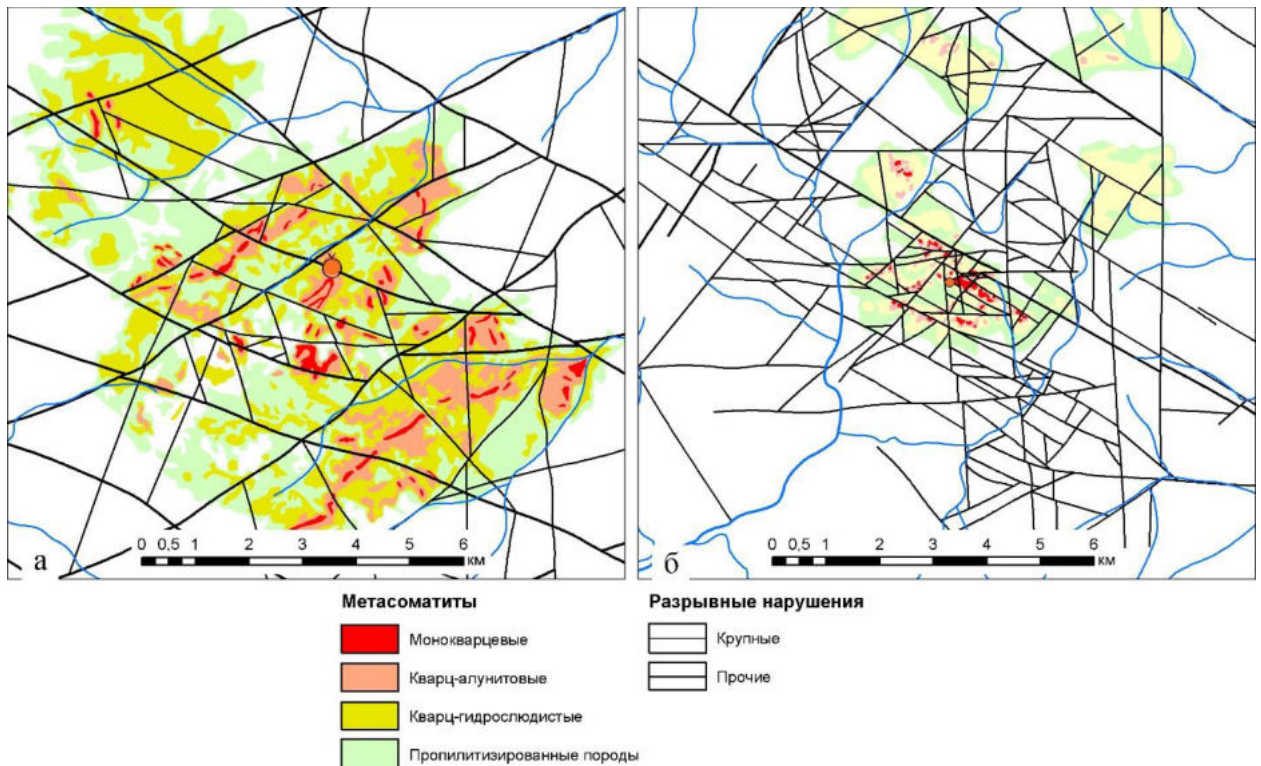 0 0,5 1 2 3 4 5 6
км
а
0 0,5 1 2 3 4 5 6
км
б
Метасоматиты
Монокварцевые
Кварц-алунитовые
Кварц-гидрослюдистые
Пропилитизированные породы
Разрывные нарушения
Крупные
Прочие